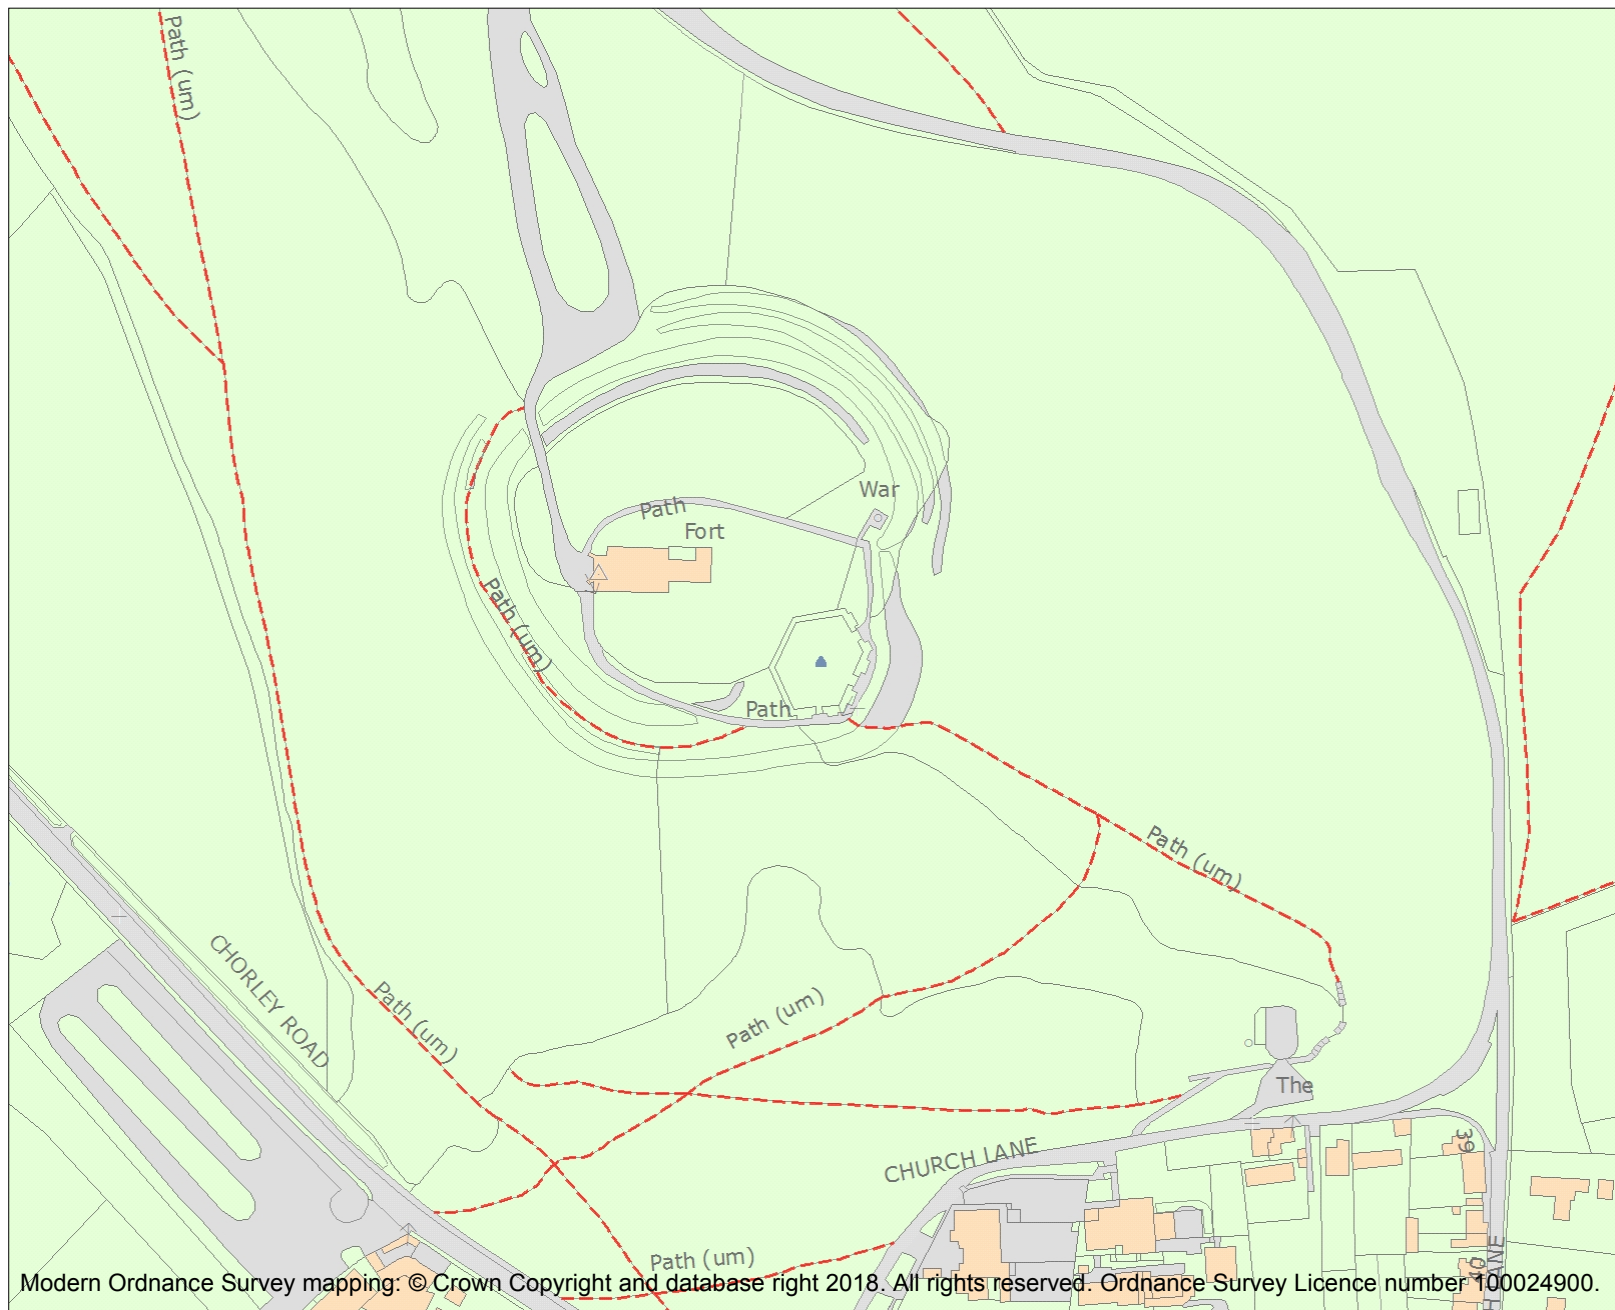 Path (um)
War
Path
Fort
Path (um)
Path
Path (um)
CHORLEY ROAD
Path (um)
Path (um)
The
39
CHURCH LANE
Path (um)
Modern Ordnance Survey mapping: © Crown Copyright and database right 2018. All rights reserved. Ordnance Survey Licence number 100024900.